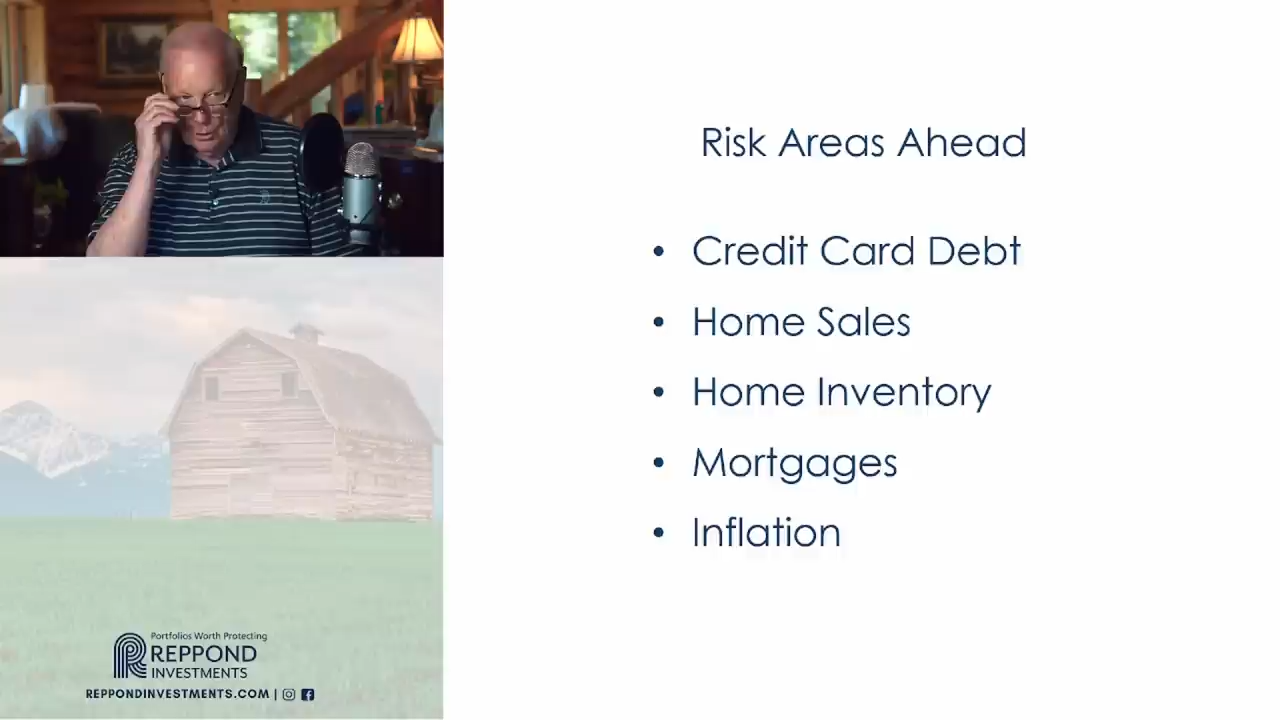 Risk Areas Ahead
• Credit Card Debt
• Home Sales
• Home Inventory
• Mortgages
• Inflation
Portfolios Worth Protecting
REPPOND
INVESTMENTS
REPPONDINVESTMENTS.COM |